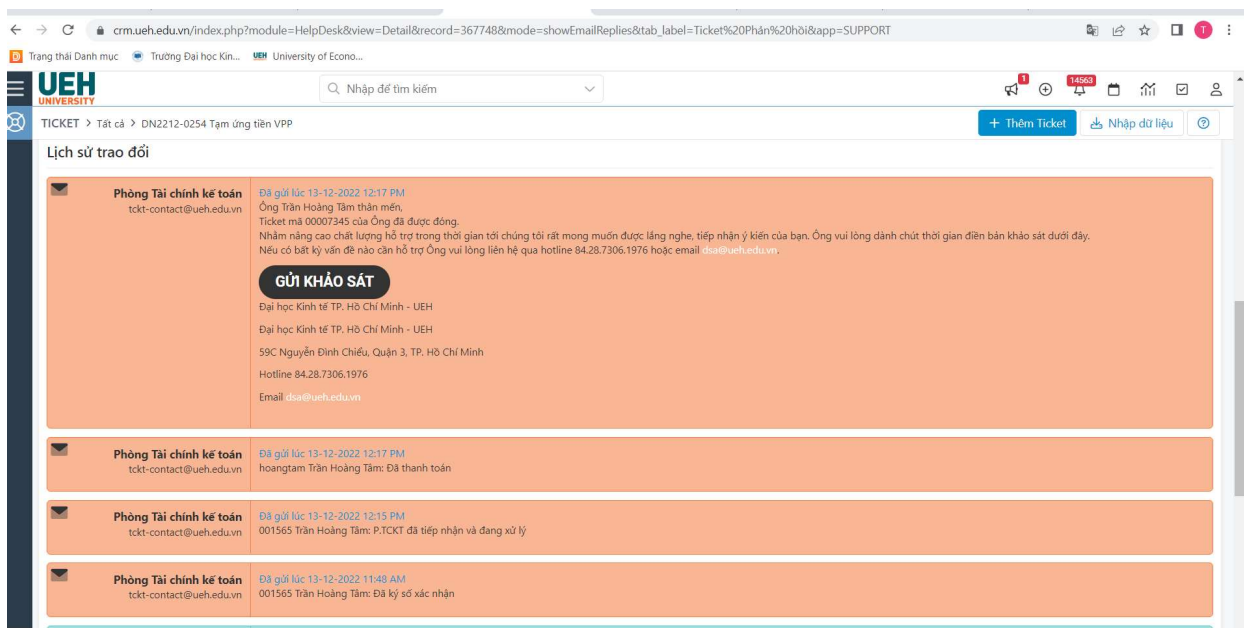 crm.ueh.edu.vn/index.php?module=HelpDesk&view=Detail&record=367748&mode=showEmailReplies&tab_label=Ticket%20Phản%20hồi&app=SUPPORT
T
Trang thái Danh mục
Trường Đại học Kin...
UEH University of Econo...
UEH
UNIVERSITY
Nhập để tìm kiếm
1
14563
TICKET > Tất cả > DN2212-0254 Tạm ứng tiền VPP
+ Thêm Ticket
Nhập dữ liệu
Lịch sử trao đổi
Phòng Tài chính kế toán
tckt-contact@ueh.edu.vn
Đã gửi lúc 13-12-2022 12:17 PM
Ông Trần Hoàng Tâm thân mến,
Ticket mã 00007345 của Ông đã được đóng.
Nhằm nâng cao chất lượng hỗ trợ trong thời gian tới chúng tôi rất mong muốn được lắng nghe, tiếp nhận ý kiến của bạn. Ông vui lòng dành chút thời gian điền bản khảo sát dưới đây.
Nếu có bất kỳ vấn đề nào cần hỗ trợ Ông vui lòng liên hệ qua hotline 84.28.7306.1976 hoặc email dsa@ueh.edu.vn.
GỬI KHẢO SÁT
Đại học Kinh tế TP. Hồ Chí Minh - UEH
Đại học Kinh tế TP. Hồ Chí Minh - UEH
59C Nguyễn Đình Chiểu, Quận 3, TP. Hồ Chí Minh
Hotline 84.28.7306.1976
Email dsa@ueh.edu.vn
Phòng Tài chính kế toán
tckt-contact@ueh.edu.vn
Đã gửi lúc 13-12-2022 12:17 PM
hoangtam Trần Hoàng Tâm: Đã thanh toán
Phòng Tài chính kế toán
tckt-contact@ueh.edu.vn
Đã gửi lúc 13-12-2022 12:15 PM
001565 Trần Hoàng Tâm: P.TCKT đã tiếp nhận và đang xử lý
Phòng Tài chính kế toán
tckt-contact@ueh.edu.vn
Đã gửi lúc 13-12-2022 11:48 AM
001565 Trần Hoàng Tâm: Đã ký số xác nhận